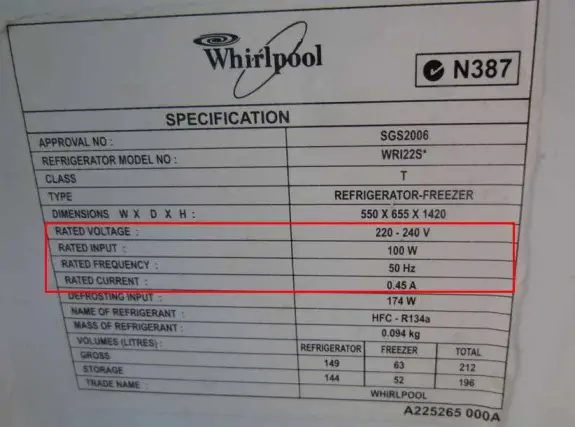 Whirlpool
N387
SPECIFICATION
APPROVAL NO : SGS2006
REFRIGERATOR MODEL NO : WRI22S*
CLASS T
TYPE REFRIGERATOR-FREEZER
DIMENSIONS W X D X H : 550 X 655 X 1420
RATED VOLTAGE : 220 - 240 V
RATED INPUT : 100 W
RATED FREQUENCY : 50 Hz
RATED CURRENT : 0.45 A
DEFROSTING INPUT : 174 W
NAME OF REFRIGERANT : HFC - R134a
MASS OF REFRIGERANT : 0.094 kg
VOLUMES (LITRES) : REFRIGERATOR FREEZER TOTAL
GROSS 149 63 212
STORAGE 144 52 196
TRADE NAME : WHIRLPOOL
A225265 000A